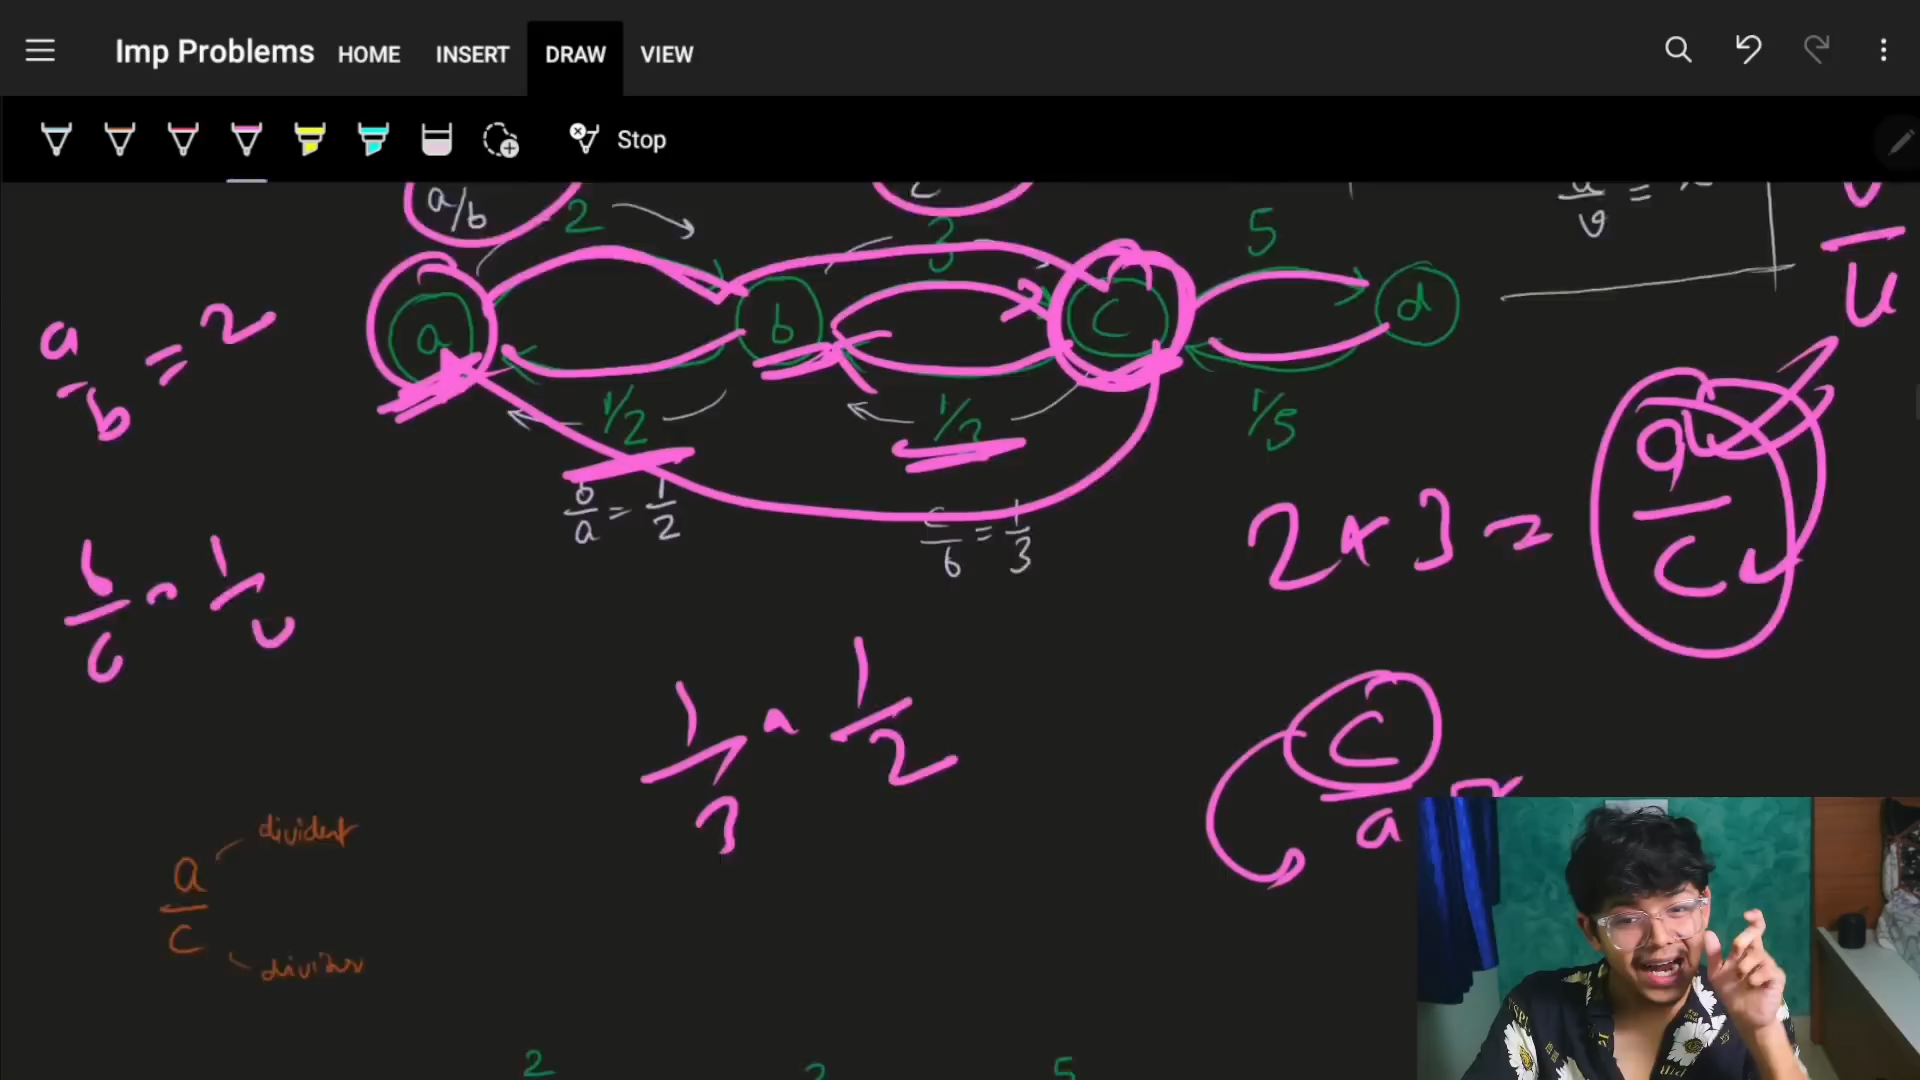 Imp Problems HOME INSERT DRAW VIEW
Stop
a/b
2
3
5
a b c d
a/b = 2
1/2
1/3
1/5
b/a = 1/2
c/b = 1/3
v/u
2 × 3 =
a/c
1/3 1/2
c/a =
a/c
divident
divisor
2
5